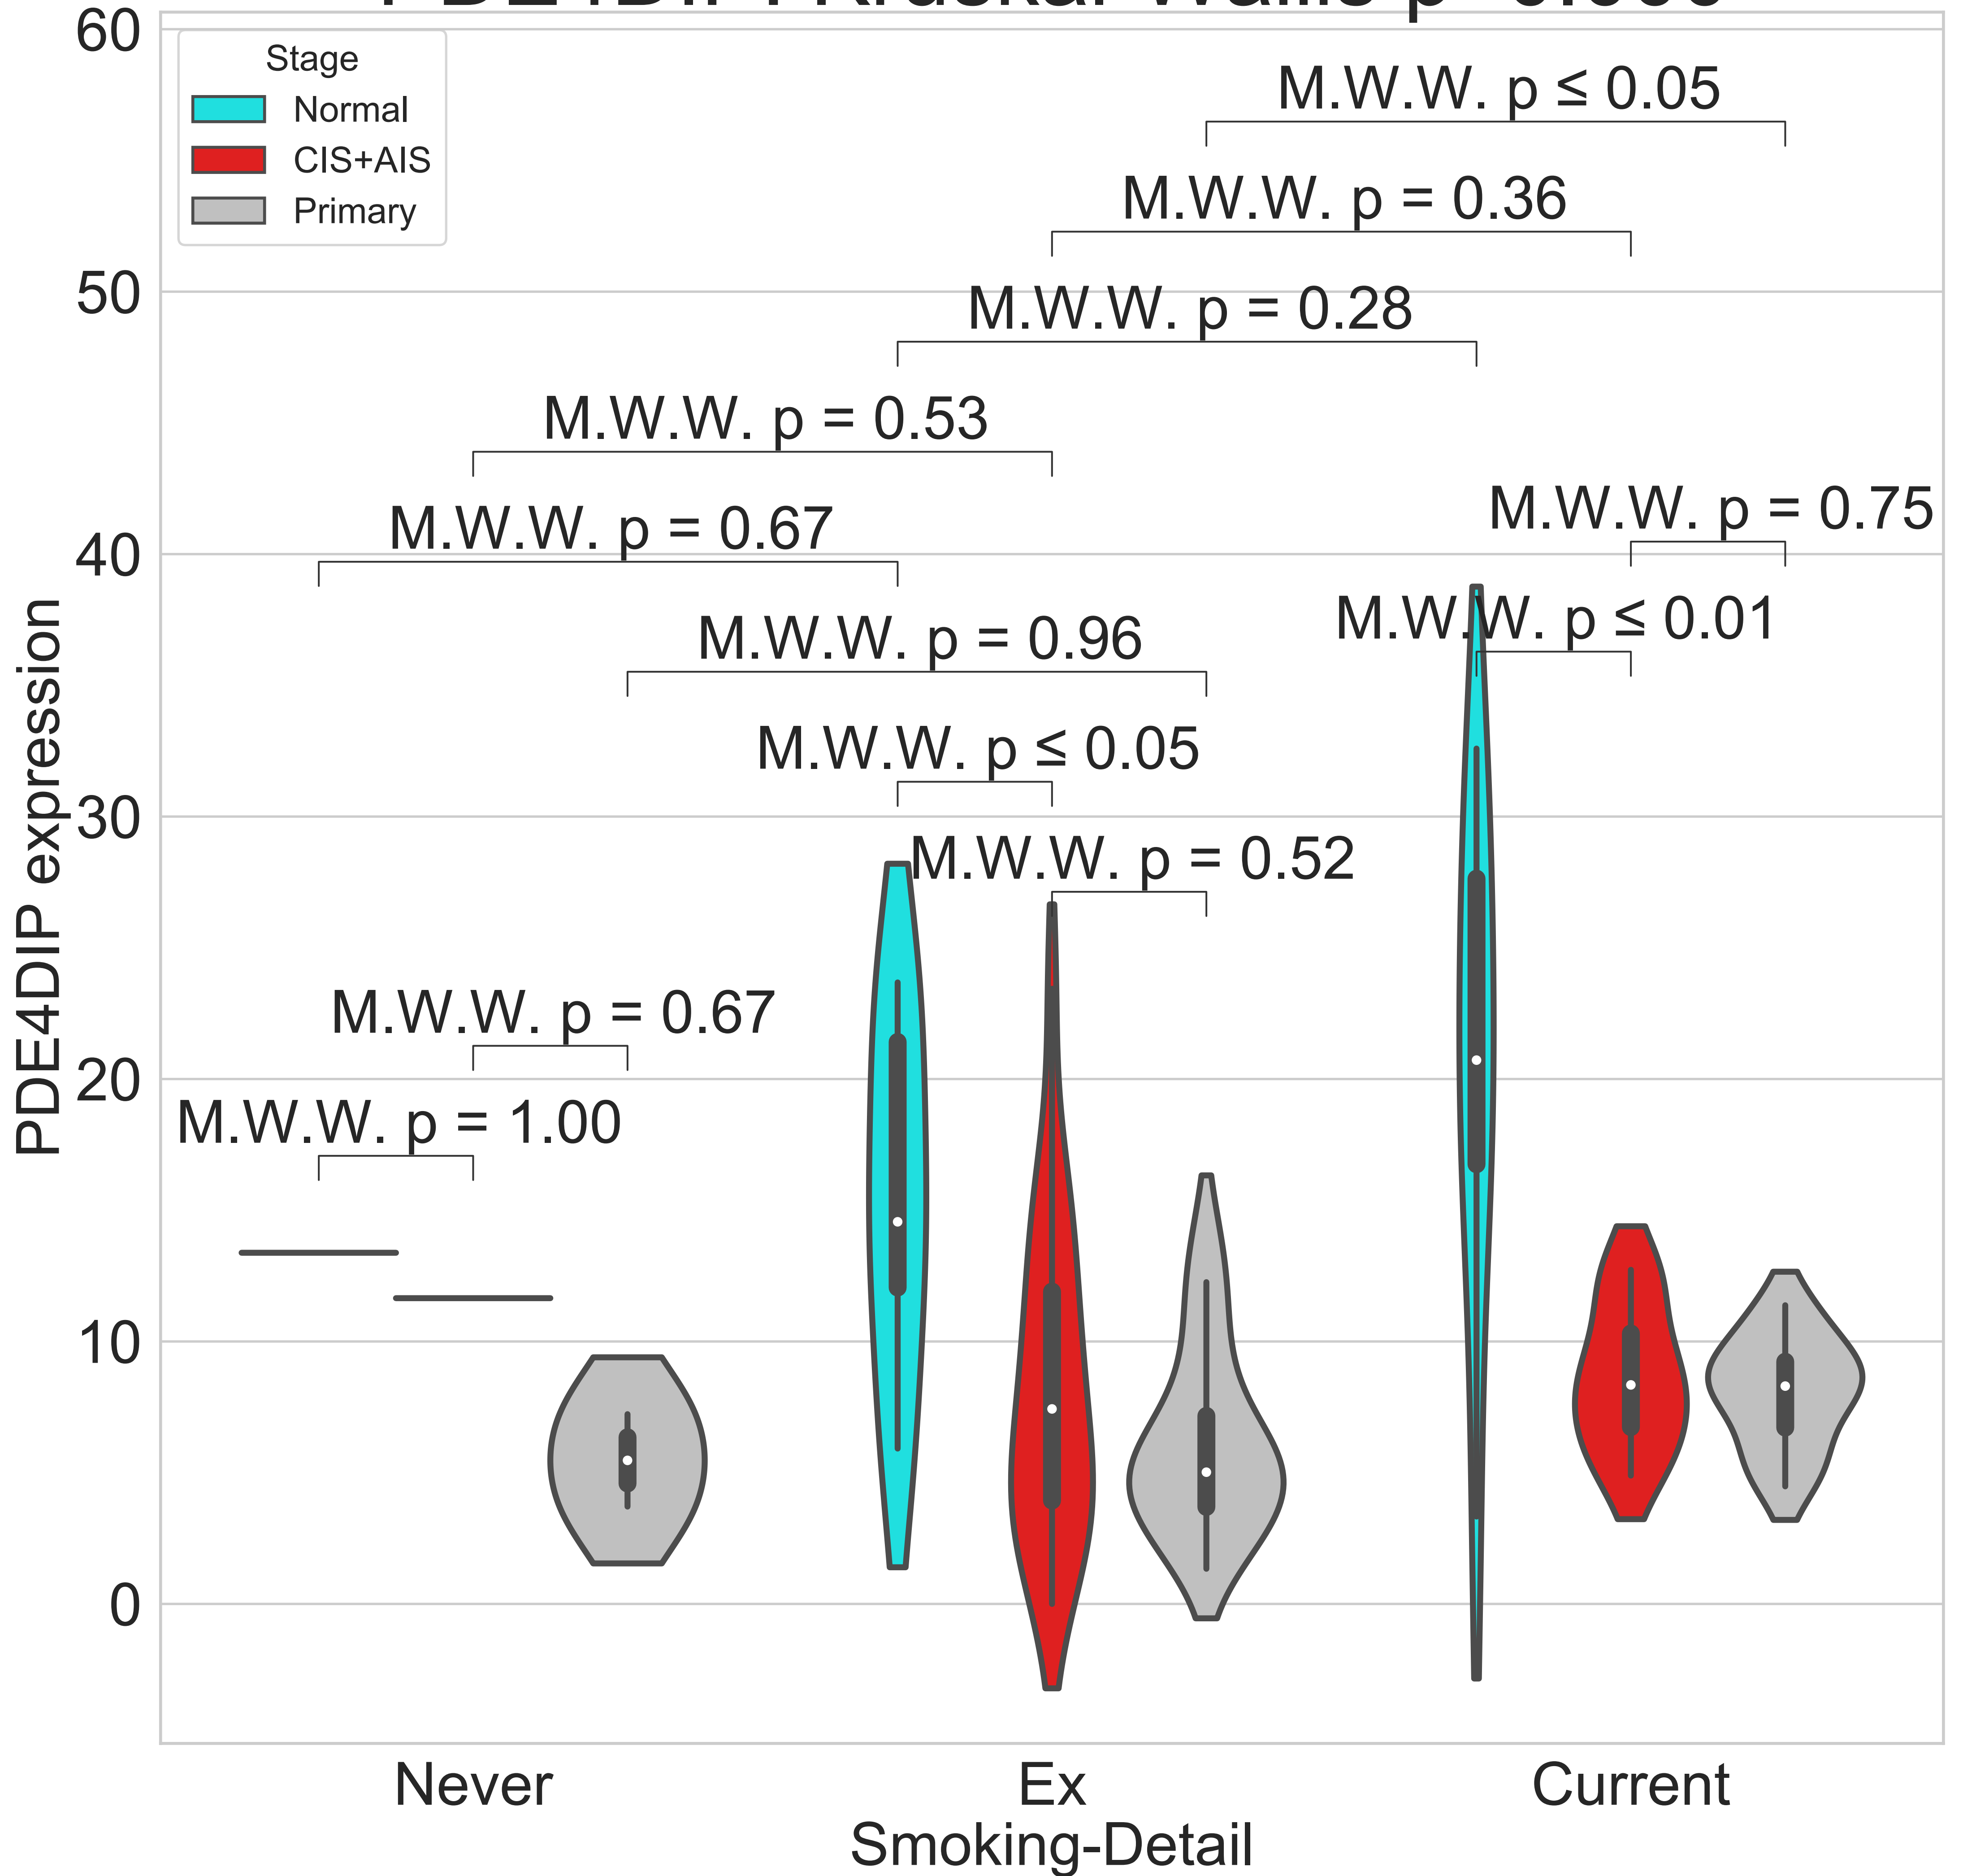 60
Stage
Normal
CIS+AIS
Primary
M.W.W. p ≤ 0.05
M.W.W. p = 0.36
50
M.W.W. p = 0.28
M.W.W. p = 0.53
M.W.W. p = 0.75
M.W.W. p = 0.67
40
M.W.W. p ≤ 0.01
M.W.W. p = 0.96
M.W.W. p ≤ 0.05
30
M.W.W. p = 0.52
PDE4DIP expression
M.W.W. p = 0.67
20
M.W.W. p = 1.00
10
0
Never
Ex
Current
Smoking-Detail